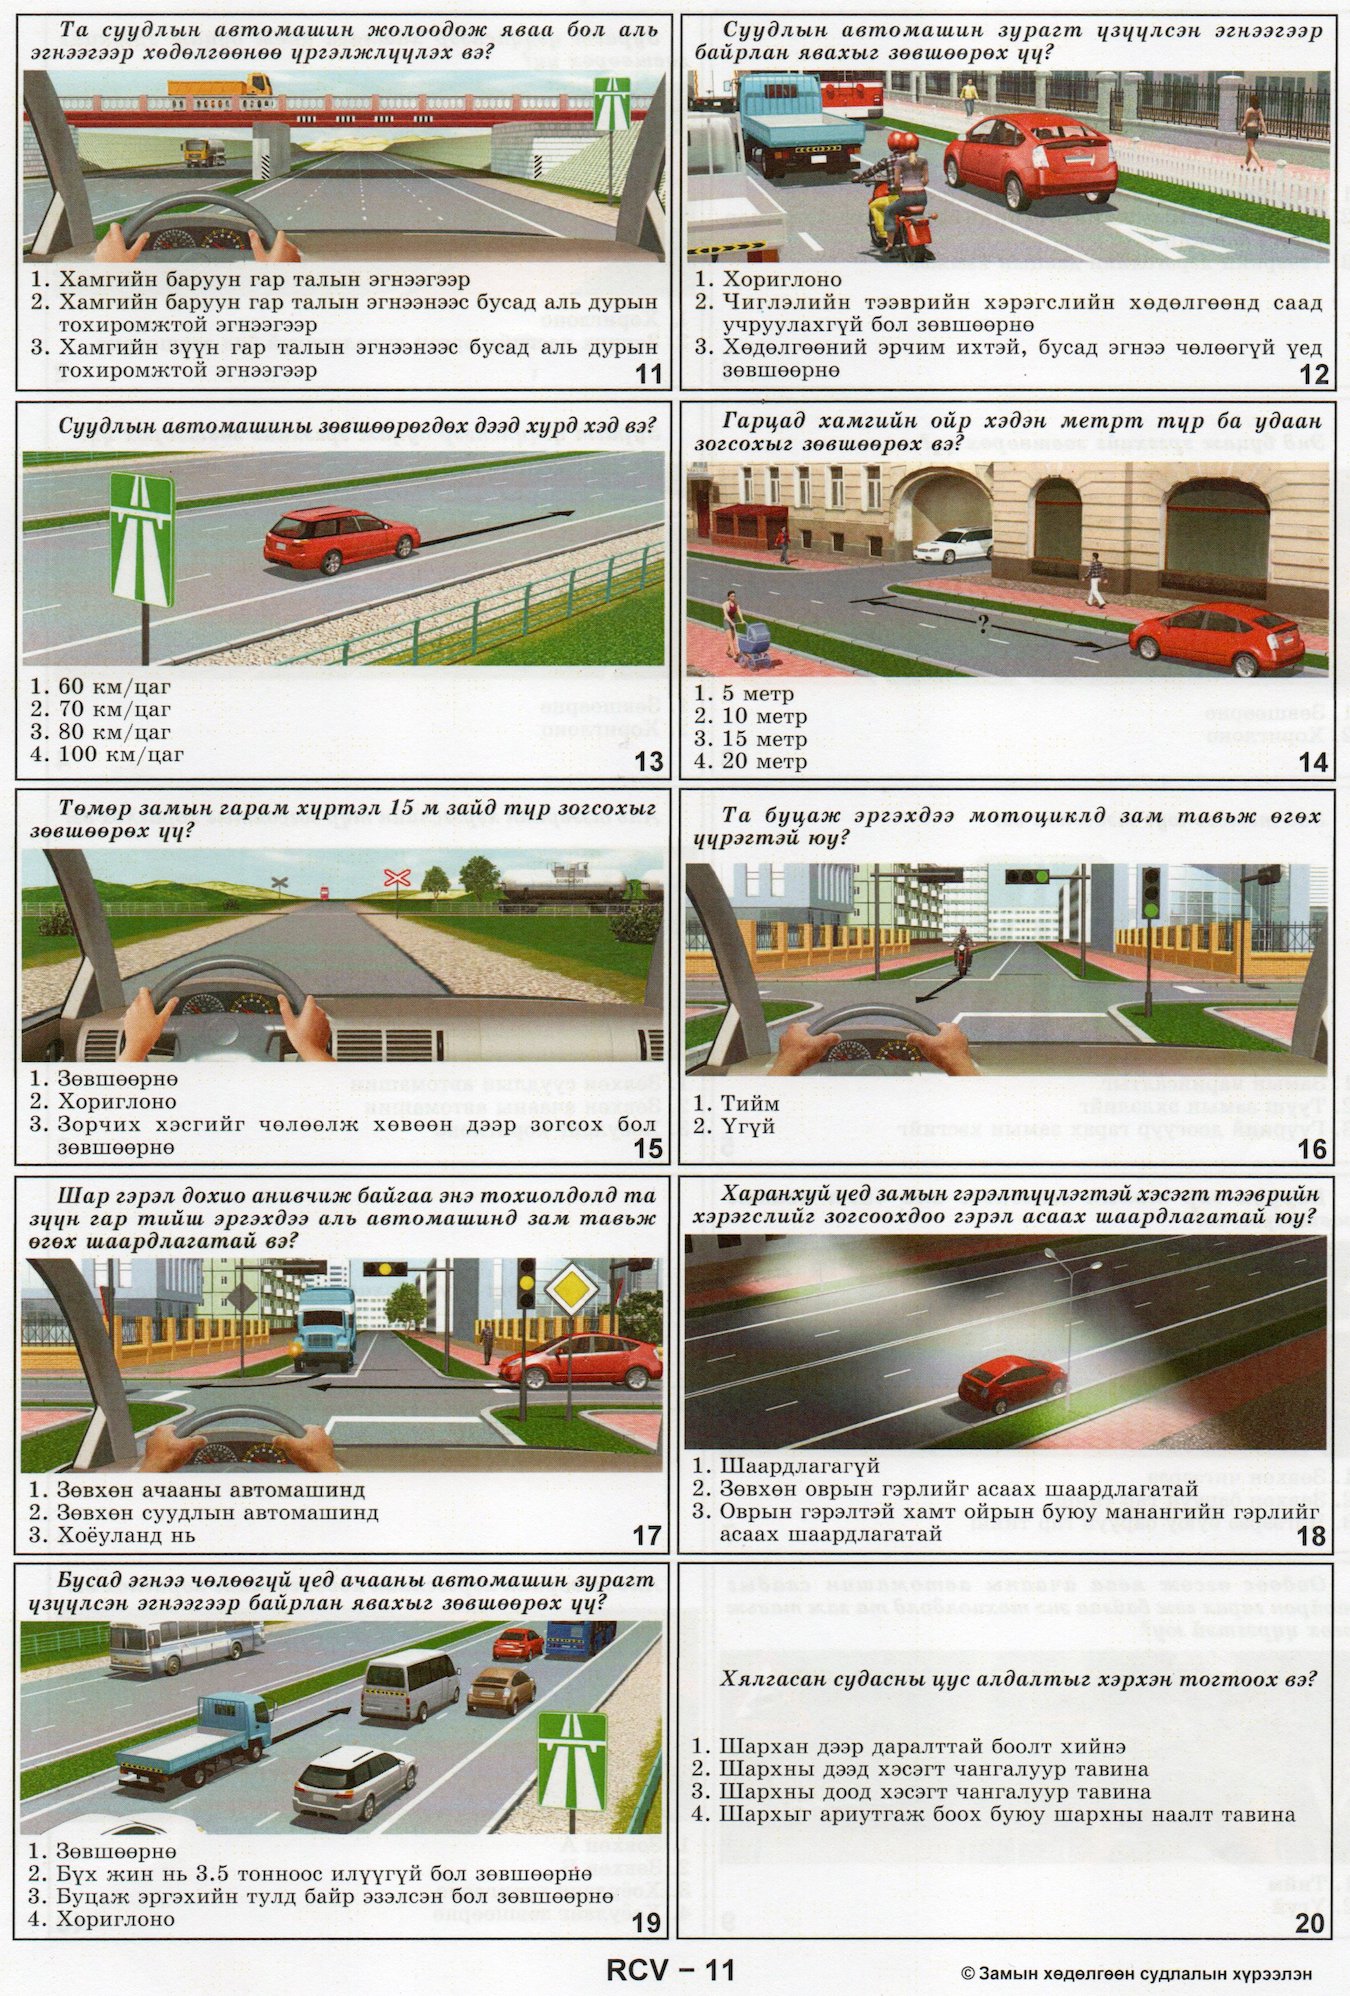 Та суудлын автомашин жолоодож яваа бол аль
эгнээгээр хөдөлгөөнөө үргэлжлүүлэх вэ?
1. Хамгийн баруун гар талын эгнээгээр
2. Хамгийн баруун гар талын эгнээнээс бусад аль дурын
тохиромжтой эгнээгээр
3. Хамгийн зүүн гар талын эгнээнээс бусад аль дурын
тохиромжтой эгнээгээр
11
Суудлын автомашин зурагт үзүүлсэн эгнээгээр
байрлан явахыг зөвшөөрөх үү?
А
1. Хориглоно
2. Чиглэлийн тээврийн хэрэгслийн хөдөлгөөнд саад
учруулахгүй бол зөвшөөрнө
3. Хөдөлгөөний эрчим ихтэй, бусад эгнээ чөлөөгүй үед
зөвшөөрнө
12
Суудлын автомашины зөвшөөрөгдөх дээд хурд хэд вэ?
1. 60 км/цаг
2. 70 км/цаг
3. 80 км/цаг
4. 100 км/цаг
13
Гарцад хамгийн ойр хэдэн метрт түр ба удаан
зогсохыг зөвшөөрөх вэ?
?
1. 5 метр
2. 10 метр
3. 15 метр
4. 20 метр
14
Төмөр замын гарам хүртэл 15 м зайд түр зогсохыг
зөвшөөрөх үү?
1. Зөвшөөрнө
2. Хориглоно
3. Зорчих хэсгийг чөлөөлж хөвөөн дээр зогсох бол
зөвшөөрнө
15
Та буцаж эргэхдээ мотоциклд зам тавьж өгөх
үүрэгтэй юу?
1. Тийм
2. Үгүй
16
Шар гэрэл дохио анивчиж байгаа энэ тохиолдолд та
зүүн гар тийш эргэхдээ аль автомашинд зам тавьж
өгөх шаардлагатай вэ?
1. Зөвхөн ачааны автомашинд
2. Зөвхөн суудлын автомашинд
3. Хоёуланд нь
17
Харанхуй үед замын гэрэлтүүлэгтэй хэсэгт тээврийн
хэрэгслийг зогсоохдоо гэрэл асаах шаардлагатай юу?
1. Шаардлагагүй
2. Зөвхөн оврын гэрлийг асаах шаардлагатай
3. Оврын гэрэлтэй хамт ойрын буюу манангийн гэрлийг
асаах шаардлагатай
18
Бусад эгнээ чөлөөгүй үед ачааны автомашин зурагт
үзүүлсэн эгнээгээр байрлан явахыг зөвшөөрөх үү?
1. Зөвшөөрнө
2. Бүх жин нь 3.5 тонноос илүүгүй бол зөвшөөрнө
3. Буцаж эргэхийн тулд байр эзэлсэн бол зөвшөөрнө
4. Хориглоно
19
Хялгасан судасны цус алдалтыг хэрхэн тогтоох вэ?
1. Шархан дээр даралттай боолт хийнэ
2. Шархны дээд хэсэгт чангалуур тавина
3. Шархны доод хэсэгт чангалуур тавина
4. Шархыг ариутгаж боох буюу шархны наалт тавина
20
RCV – 11
© Замын хөдөлгөөн судлалын хүрээлэн